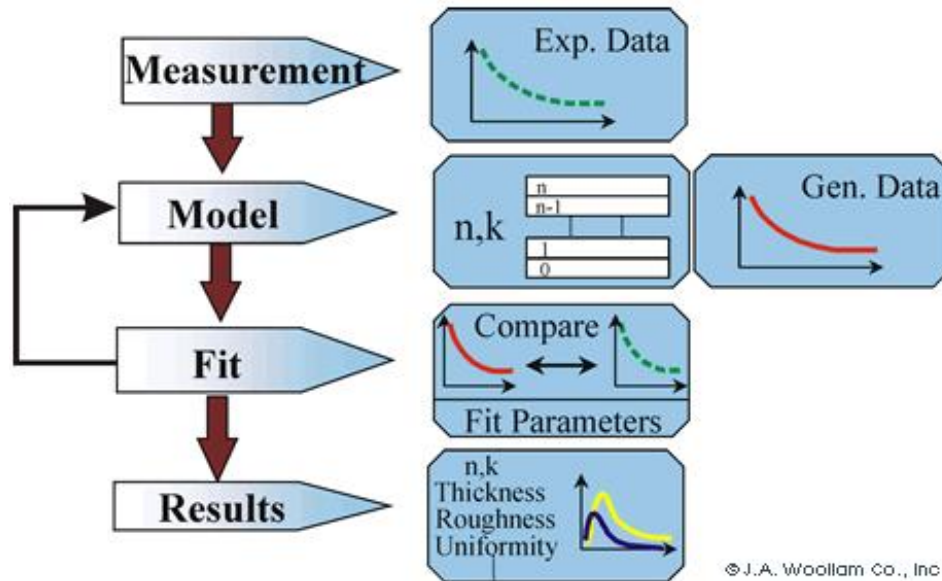 Measurement
Exp. Data
Model
n,k
n
n-1
1
0
Gen. Data
Fit
Compare
Fit Parameters
Results
n,k
Thickness
Roughness
Uniformity
©J.A. Woollam Co., Inc